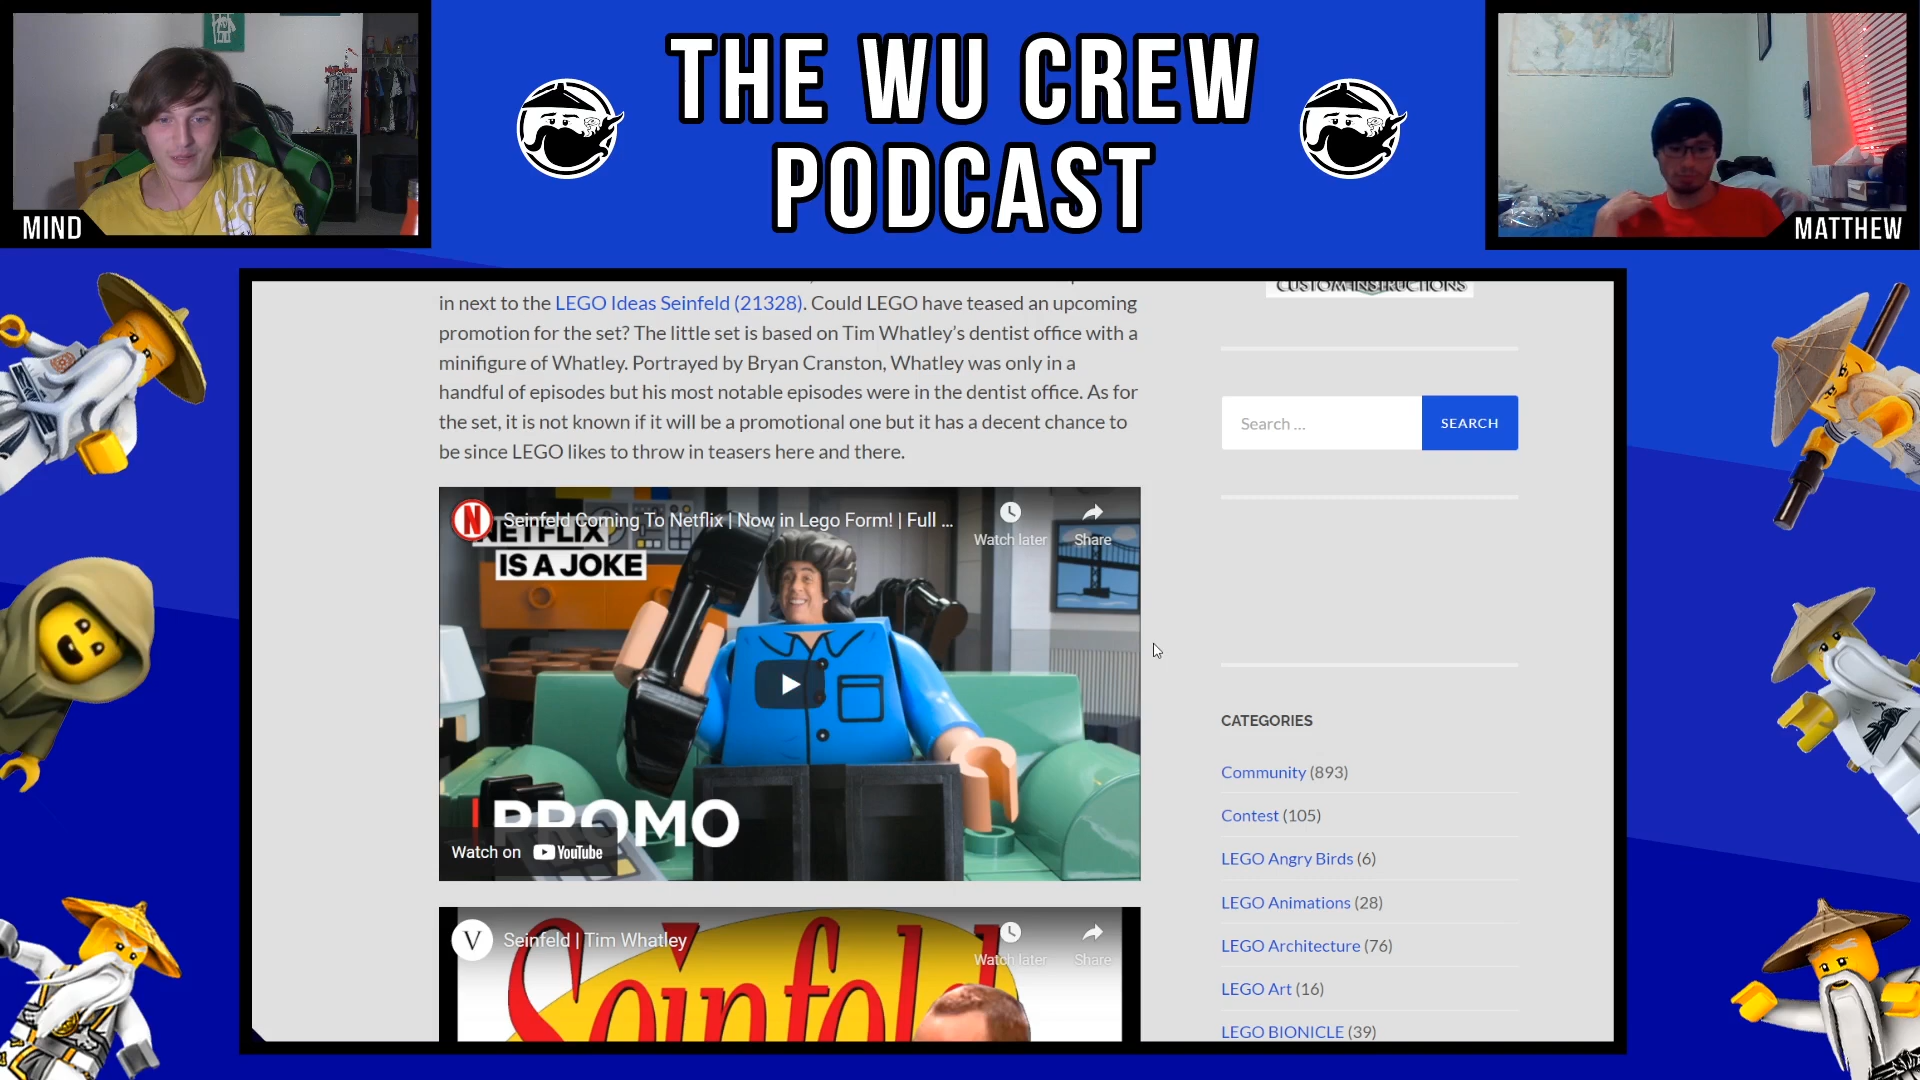 THE WU CREW
PODCAST
MIND
MATTHEW
in next to the LEGO Ideas Seinfeld (21328). Could LEGO have teased an upcoming
promotion for the set? The little set is based on Tim Whatley’s dentist office with a
minifigure of Whatley. Portrayed by Bryan Cranston, Whatley was only in a
handful of episodes but his most notable episodes were in the dentist office. As for
the set, it is not known if it will be a promotional one but it has a decent chance to
be since LEGO likes to throw in teasers here and there.
Seinfeld Coming To Netflix | Now in Lego Form! | Full ...
Watch later
Share
NETFLIX
IS A JOKE
PROMO
Watch on YouTube
Seinfeld | Tim Whatley
Watch later
Share
Seinfeld
CUSTOM INSTRUCTIONS
Search ...
SEARCH
CATEGORIES
Community (893)
Contest (105)
LEGO Angry Birds (6)
LEGO Animations (28)
LEGO Architecture (76)
LEGO Art (16)
LEGO BIONICLE (39)